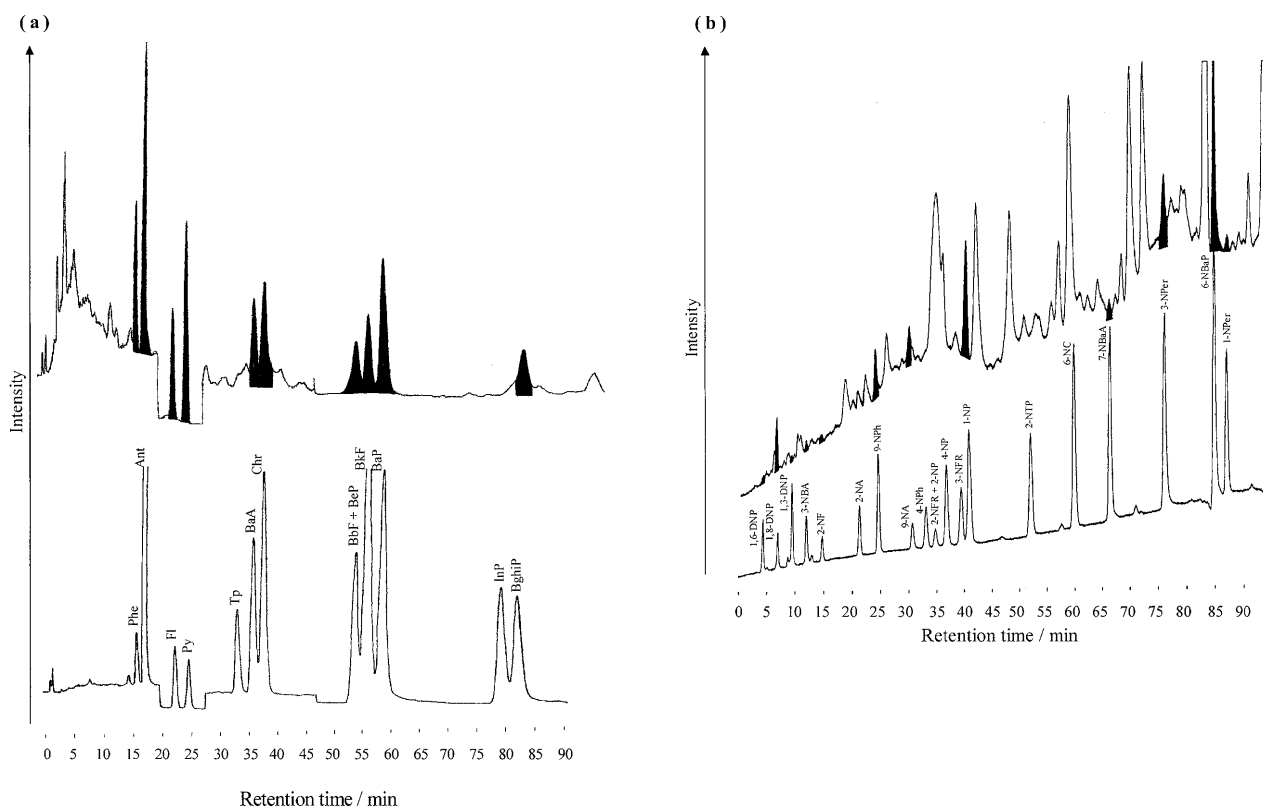 (a)
Intensity
Phe
Ant
Fl
Py
Tp
BaA
Chr
BbF + BeP
BkF
BaP
InP
BghiP
0 5 10 15 20 25 30 35 40 45 50 55 60 65 70 75 80 85 90
Retention time / min
(b)
Intensity
1,6-DNP
1,8-DNP
1,3-DNP
3-NBA
2-NF
2-NA
9-NPh
9-NA
4-NPh
2-NFR + 2-NP
4-NP
3-NFR
1-NP
2-NTP
6-NC
7-NBaA
3-NPer
6-NBaP
1-NPer
0 5 10 15 20 25 30 35 40 45 50 55 60 65 70 75 80 85 90
Retention time / min